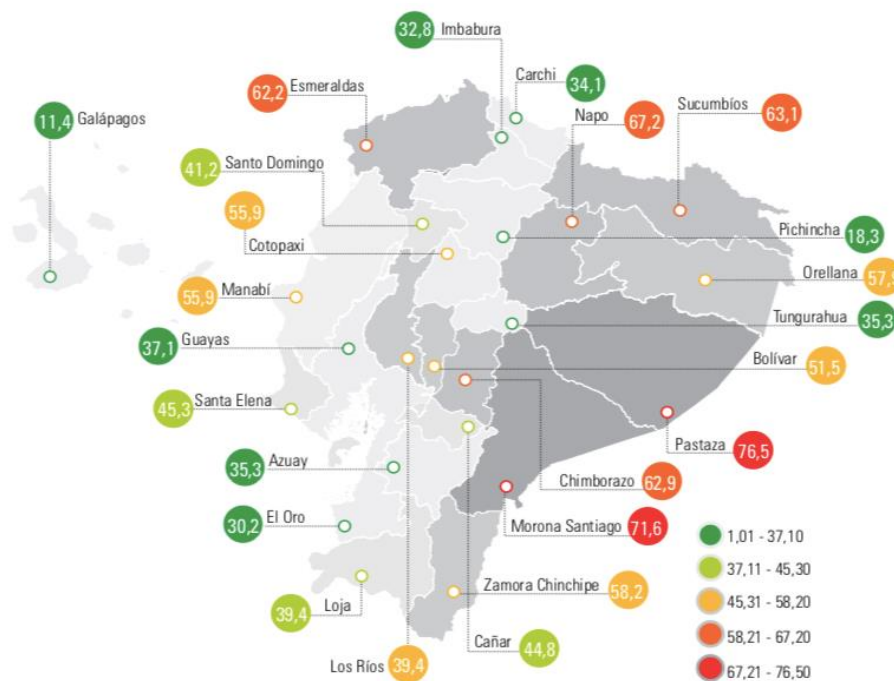 32,8 Imbabura
Carchi 34,1
62,2 Esmeraldas
Napo 67,2
Sucumbíos 63,1
11,4 Galápagos
41,2 Santo Domingo
55,9
Cotopaxi
Pichincha 18,3
Orellana
55,9 Manabí
Tungurahua 35,3
37,1 Guayas
Bolívar 51,5
45,3 Santa Elena
Pastaza 76,5
35,3 Azuay
Chimborazo 62,9
30,2 El Oro
Morona Santiago 71,6
1,01 - 37,10
37,11 - 45,30
45,31 - 58,20
58,21 - 67,20
67,21 - 76,50
Zamora Chinchipe 58,2
39,4 Loja
Cañar 44,8
Los Ríos 39,4